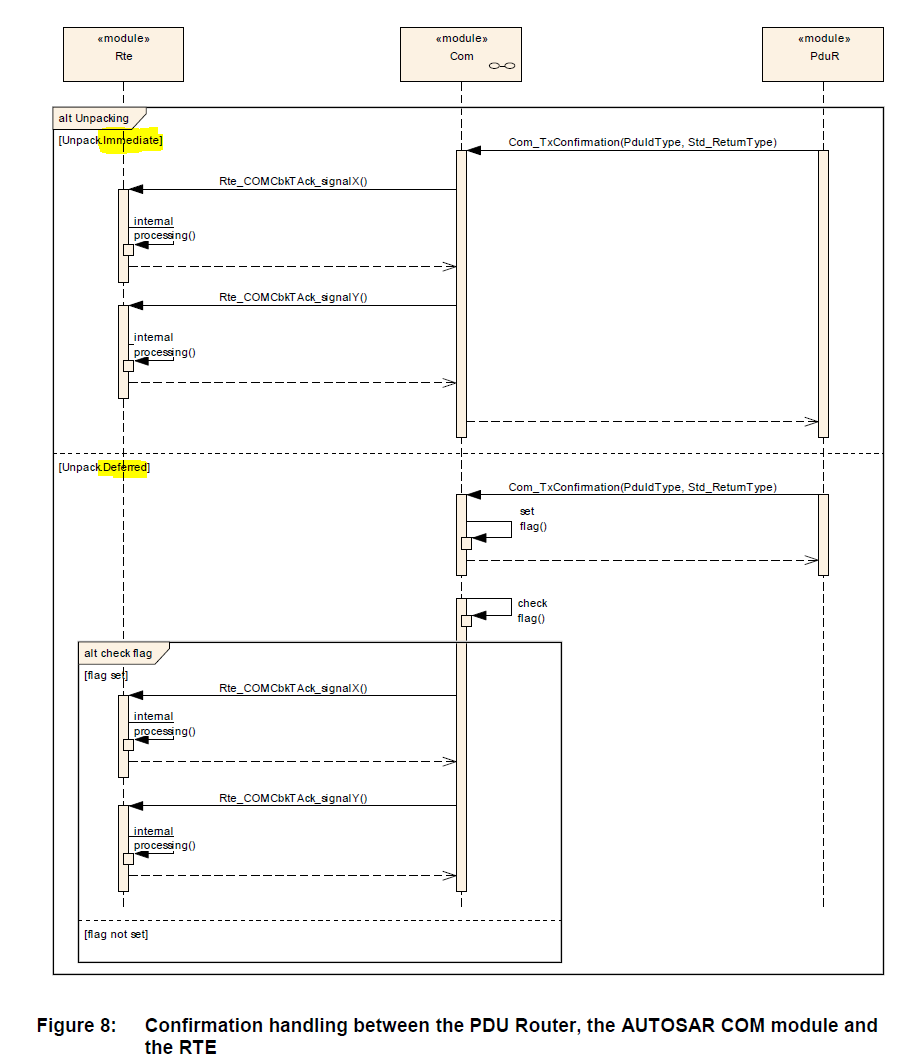 «module»
Rte
«module»
Com
«module»
PduR
alt Unpacking
[Unpack.Immediate]
Com_TxConfirmation(PduIdType, Std_ReturnType)
Rte_COMCbkTAck_signalX()
internal
processing()
Rte_COMCbkTAck_signalY()
internal
processing()
[Unpack.Deferred]
Com_TxConfirmation(PduIdType, Std_ReturnType)
set
flag()
check
flag()
alt check flag
[flag set]
Rte_COMCbkTAck_signalX()
internal
processing()
Rte_COMCbkTAck_signalY()
internal
processing()
[flag not set]
Figure 8: Confirmation handling between the PDU Router, the AUTOSAR COM module and
the RTE